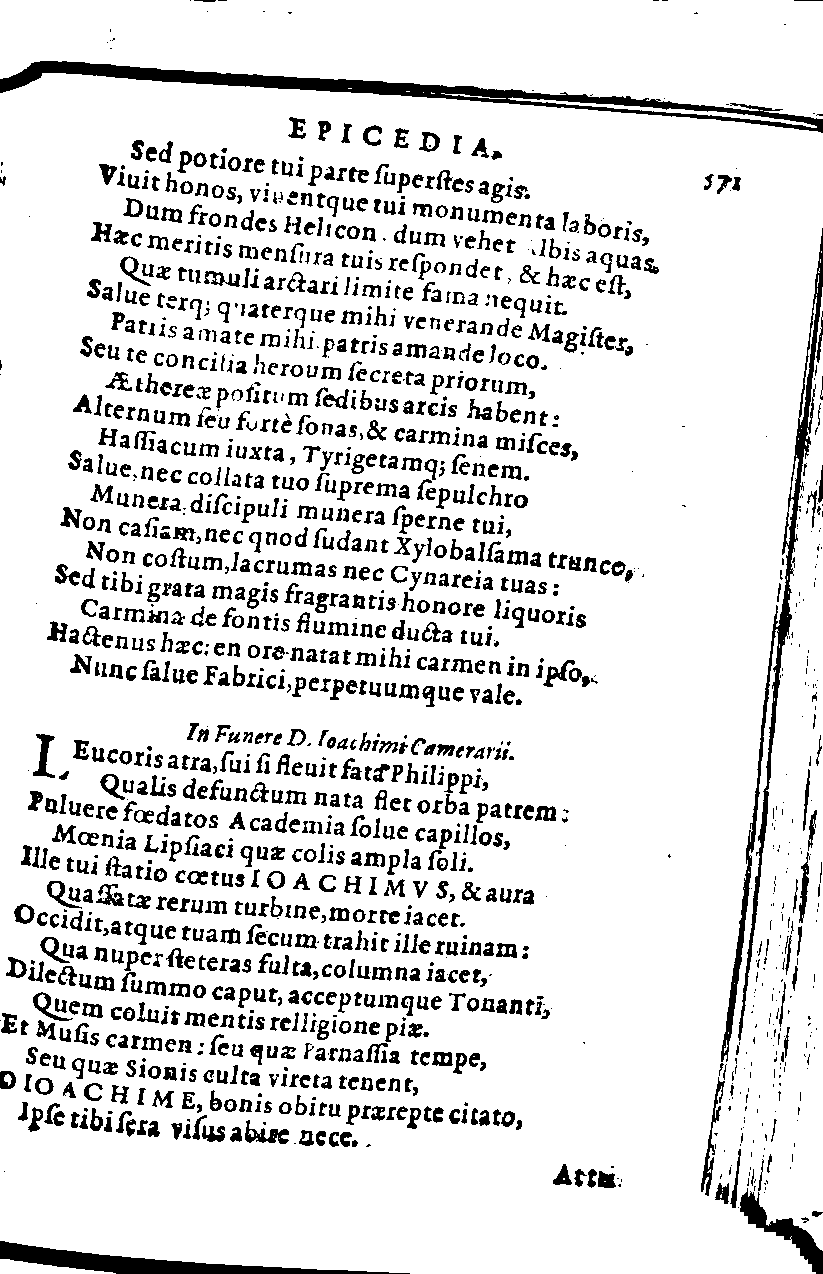 EPICEDIA. 571
Sed potiore tui parte ſuperſtes agis.
Viuit honos, viuentque tui monumenta laboris,
Dum frondes Helicon, dum vehet Albis aquas.
Hæc meritis menſura tuis reſpondet, & hæc eſt,
Quæ tumuli arctari limite fama nequit.
Salue terq; quaterque mihi venerande Magiſter,
Patris amate mihi patris amande loco.
Seu te concilia heroum ſecreta priorum,
Æthereæ poſitum ſedibus arcis habent:
Alternum ſeu fortè ſonas, & carmina miſces,
Haſſiacum iuxta, Tyrigetamq; ſenem.
Salue, nec collata tuo ſuprema ſepulchro
Munera, diſcipuli munera ſperne tui,
Non caſiam, nec quod ſudant Xylobalſama trunco,
Non coſtum, lacrumas nec Cynareia tuas:
Sed tibi grata magis fragrantis honore liquoris
Carmina de fontis flumine ducta tui.
Hactenus hæc: en ore natat mihi carmen in ipſo,
Nunc ſalue Fabrici, perpetuumque vale.
In Funere D. Ioachimi Camerarii.
LEucoris atra, ſui ſi fleuit fata Philippi,
Qualis defunctum nata flet orba patrem:
Puluere fœdatos Academia ſolue capillos,
Mœnia Lipſiaci quæ colis ampla ſoli.
Ille tui ſtatio cœtus IOACHIMVS, & aura
Quaſſatæ rerum turbine, morte iacet.
Occidit, atque tuam ſecum trahit ille ruinam:
Qua nuper ſteteras fulta, columna iacet,
Dilectum ſummo caput, acceptumque Tonanti,
Quem coluit mentis relligione piæ.
Et Muſis carmen: ſeu quæ Parnaſſia tempe,
Seu quæ Sionis culta vireta tenent,
O IOACHIME, bonis obitu prærepte citato,
Ipſe tibi ſera viſus abire nece.